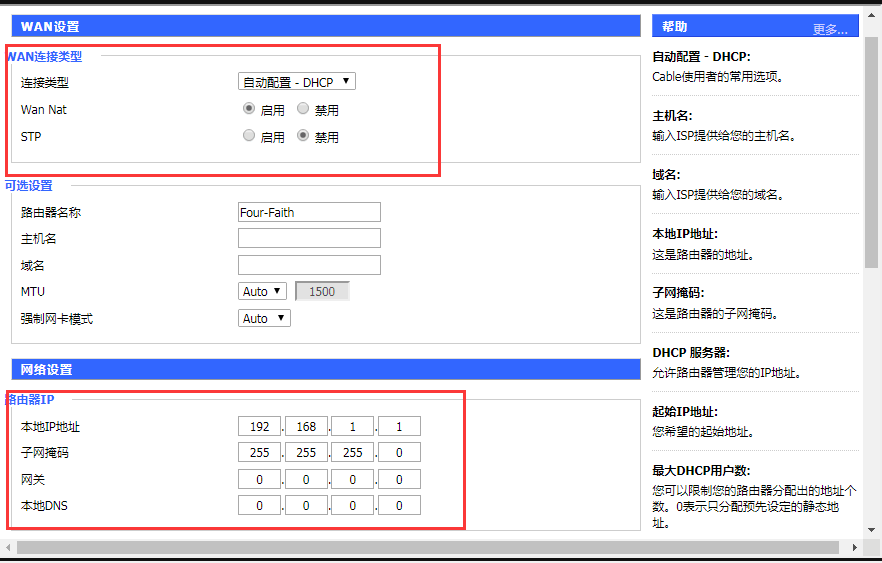 WAN设置
WAN连接类型
连接类型 自动配置 - DHCP
Wan Nat 启用 禁用
STP 启用 禁用
可选设置
路由器名称 Four-Faith
主机名
域名
MTU Auto 1500
强制网卡模式 Auto
网络设置
路由器IP
本地IP地址 192 . 168 . 1 . 1
子网掩码 255 . 255 . 255 . 0
网关 0 . 0 . 0 . 0
本地DNS 0 . 0 . 0 . 0
帮助 更多...
自动配置 - DHCP:
Cable使用者的常用选项。
主机名:
输入ISP提供给您的主机名。
域名:
输入ISP提供给您的域名。
本地IP地址:
这是路由器的地址。
子网掩码:
这是路由器的子网掩码。
DHCP 服务器:
允许路由器管理您的IP地址。
起始IP地址:
您希望的起始地址。
最大DHCP用户数:
您可以限制您的路由器分配出的地址个
数。0表示只分配预先设定的静态地
址。